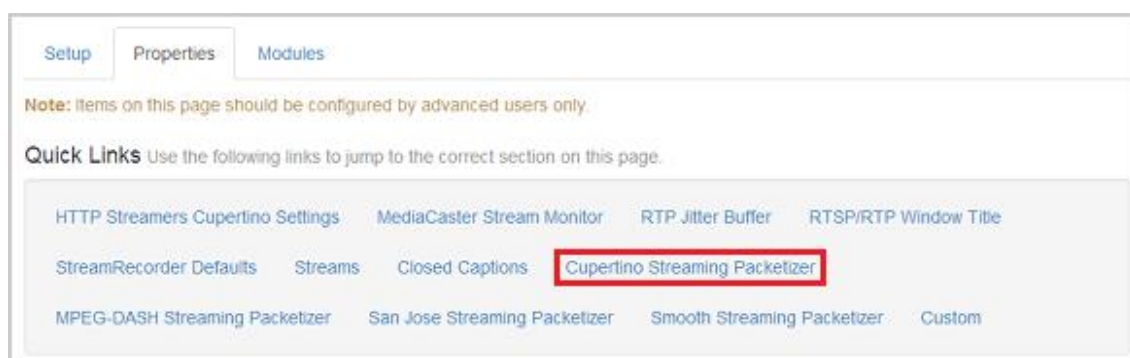 Setup Properties Modules
Note: Items on this page should be configured by advanced users only.
Quick Links Use the following links to jump to the correct section on this page.
HTTP Streamers Cupertino Settings MediaCaster Stream Monitor RTP Jitter Buffer RTSP/RTP Window Title
StreamRecorder Defaults Streams Closed Captions Cupertino Streaming Packetizer
MPEG-DASH Streaming Packetizer San Jose Streaming Packetizer Smooth Streaming Packetizer Custom